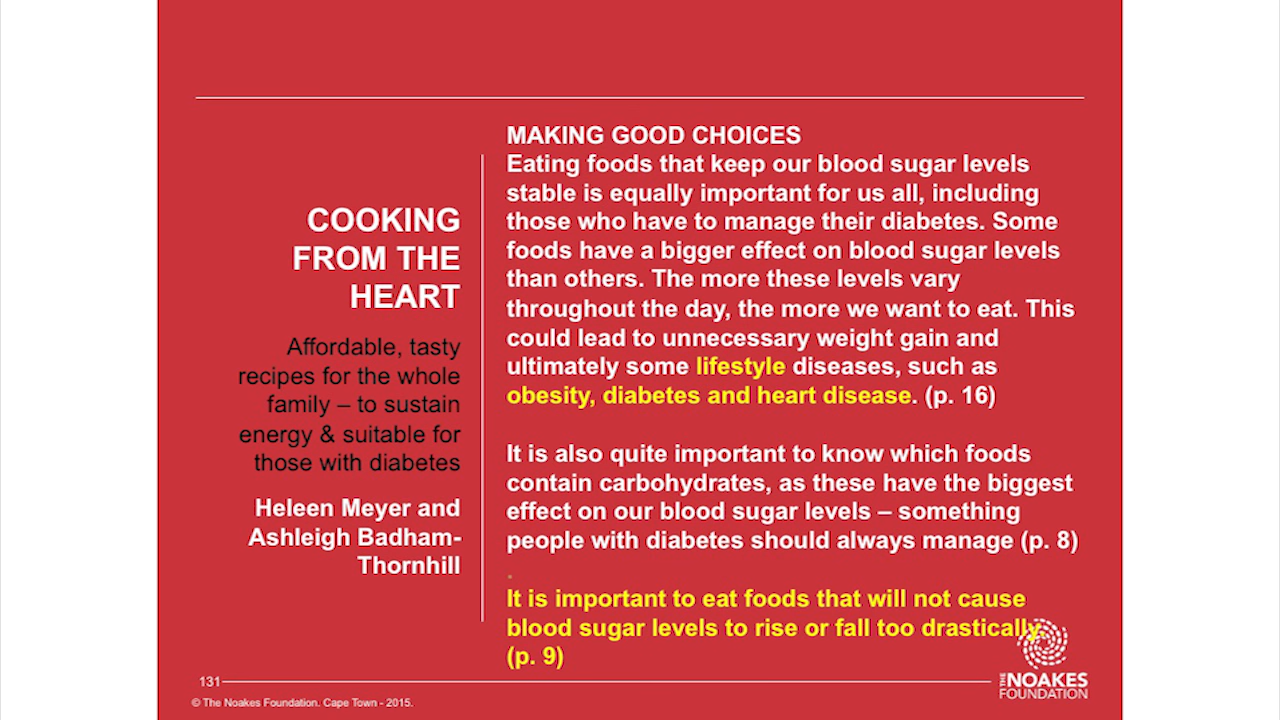 COOKING
FROM THE
HEART
Affordable, tasty
recipes for the whole
family – to sustain
energy & suitable for
those with diabetes
Heleen Meyer and
Ashleigh Badham-
Thornhill
MAKING GOOD CHOICES
Eating foods that keep our blood sugar levels
stable is equally important for us all, including
those who have to manage their diabetes. Some
foods have a bigger effect on blood sugar levels
than others. The more these levels vary
throughout the day, the more we want to eat. This
could lead to unnecessary weight gain and
ultimately some lifestyle diseases, such as
obesity, diabetes and heart disease. (p. 16)
It is also quite important to know which foods
contain carbohydrates, as these have the biggest
effect on our blood sugar levels – something
people with diabetes should always manage (p. 8)
.
It is important to eat foods that will not cause
blood sugar levels to rise or fall too drastically.
(p. 9)
131
© The Noakes Foundation. Cape Town - 2015.
THE NOAKES
FOUNDATION